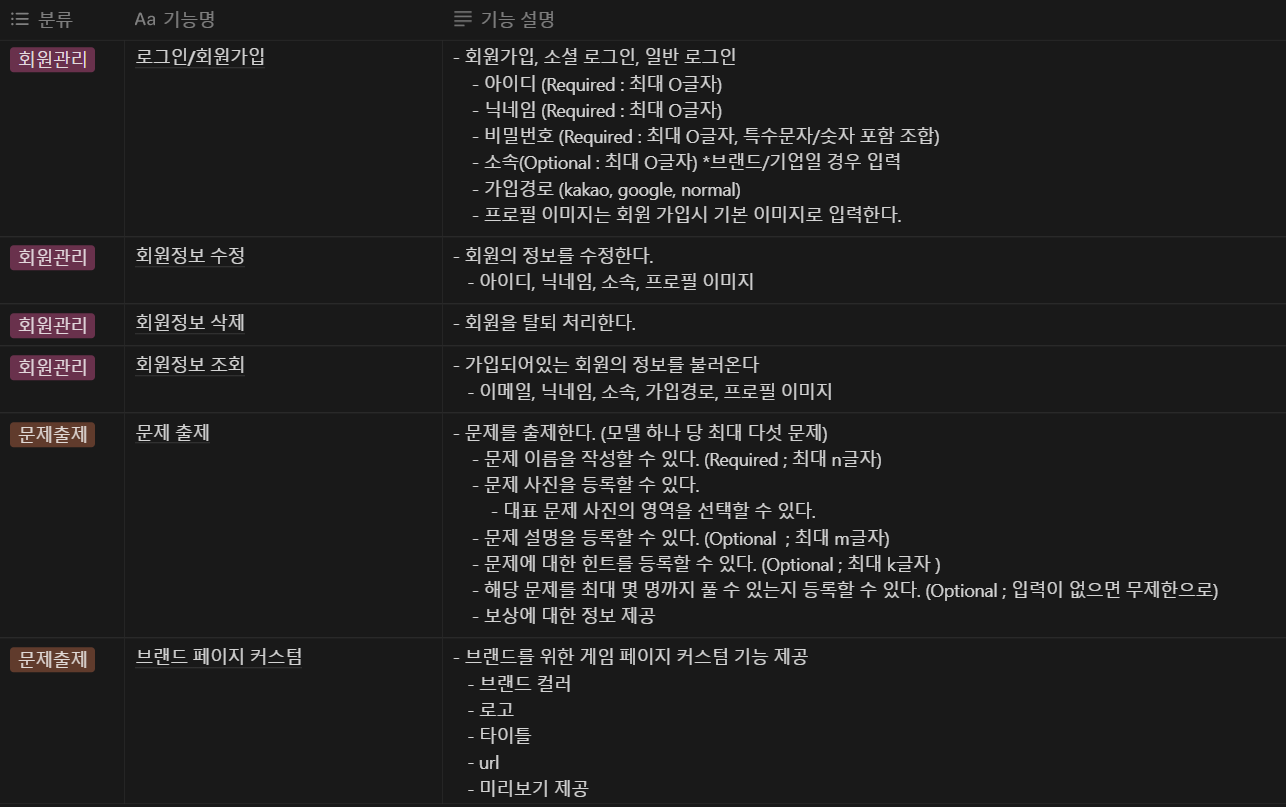 분류 Aa 기능명 기능 설명
회원관리 로그인/회원가입 - 회원가입, 소셜 로그인, 일반 로그인
- 아이디 (Required : 최대 O글자)
- 닉네임 (Required : 최대 O글자)
- 비밀번호 (Required : 최대 O글자, 특수문자/숫자 포함 조합)
- 소속(Optional : 최대 O글자) *브랜드/기업일 경우 입력
- 가입경로 (kakao, google, normal)
- 프로필 이미지는 회원 가입시 기본 이미지로 입력한다.
회원관리 회원정보 수정 - 회원의 정보를 수정한다.
- 아이디, 닉네임, 소속, 프로필 이미지
회원관리 회원정보 삭제 - 회원을 탈퇴 처리한다.
회원관리 회원정보 조회 - 가입되어있는 회원의 정보를 불러온다
- 이메일, 닉네임, 소속, 가입경로, 프로필 이미지
문제출제 문제 출제 - 문제를 출제한다. (모델 하나 당 최대 다섯 문제)
- 문제 이름을 작성할 수 있다. (Required ; 최대 n글자)
- 문제 사진을 등록할 수 있다.
- 대표 문제 사진의 영역을 선택할 수 있다.
- 문제 설명을 등록할 수 있다. (Optional  ; 최대 m글자)
- 문제에 대한 힌트를 등록할 수 있다. (Optional ; 최대 k글자 )
- 해당 문제를 최대 몇 명까지 풀 수 있는지 등록할 수 있다. (Optional ; 입력이 없으면 무제한으로)
- 보상에 대한 정보 제공
문제출제 브랜드 페이지 커스텀 - 브랜드를 위한 게임 페이지 커스텀 기능 제공
- 브랜드 컬러
- 로고
- 타이틀
- url
- 미리보기 제공